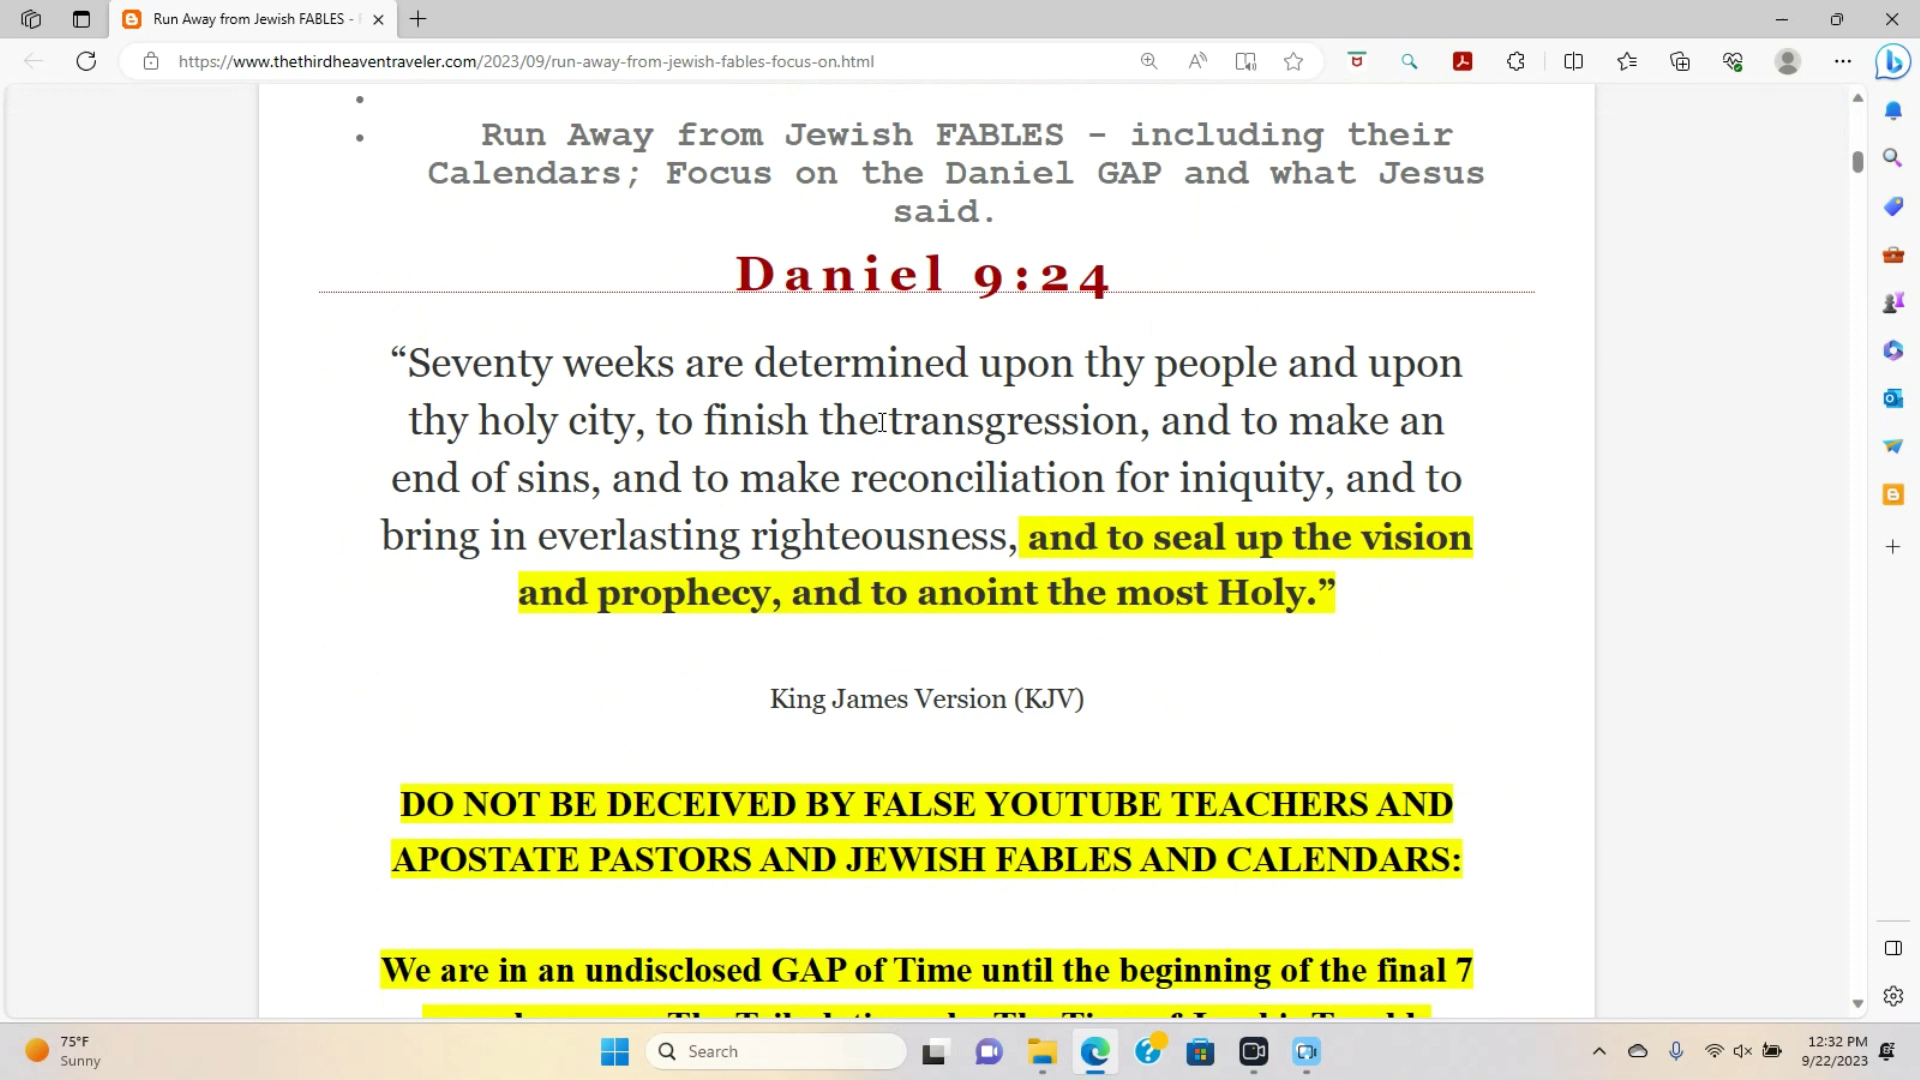 Run Away from Jewish FABLES -
https://www.thethirdheaventraveler.com/2023/09/run-away-from-jewish-fables-focus-on.html
Run Away from Jewish FABLES - including their
Calendars; Focus on the Daniel GAP and what Jesus
said.
Daniel 9:24
“Seventy weeks are determined upon thy people and upon
thy holy city, to finish the transgression, and to make an
end of sins, and to make reconciliation for iniquity, and to
bring in everlasting righteousness, and to seal up the vision
and prophecy, and to anoint the most Holy.”
King James Version (KJV)
DO NOT BE DECEIVED BY FALSE YOUTUBE TEACHERS AND
APOSTATE PASTORS AND JEWISH FABLES AND CALENDARS:
We are in an undisclosed GAP of Time until the beginning of the final 7
75°F
Sunny
Search
12:32 PM
9/22/2023